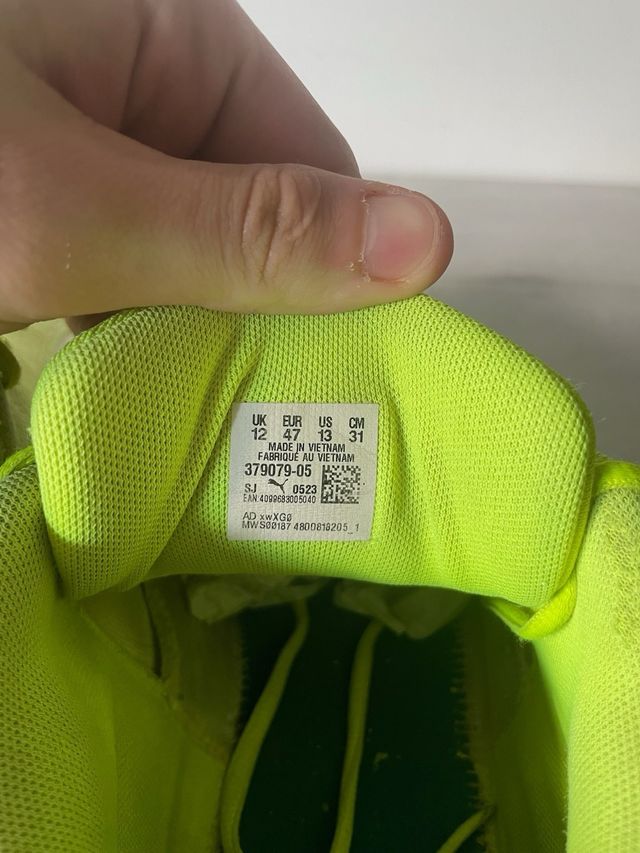 UK EUR US CM
12 47 13 31
MADE IN VIETNAM
FABRIQUÉ AU VIETNAM
379079-05
SJ 0523
EAN:4099683005040
AD xwXG0
MWS00187 4800818205_1